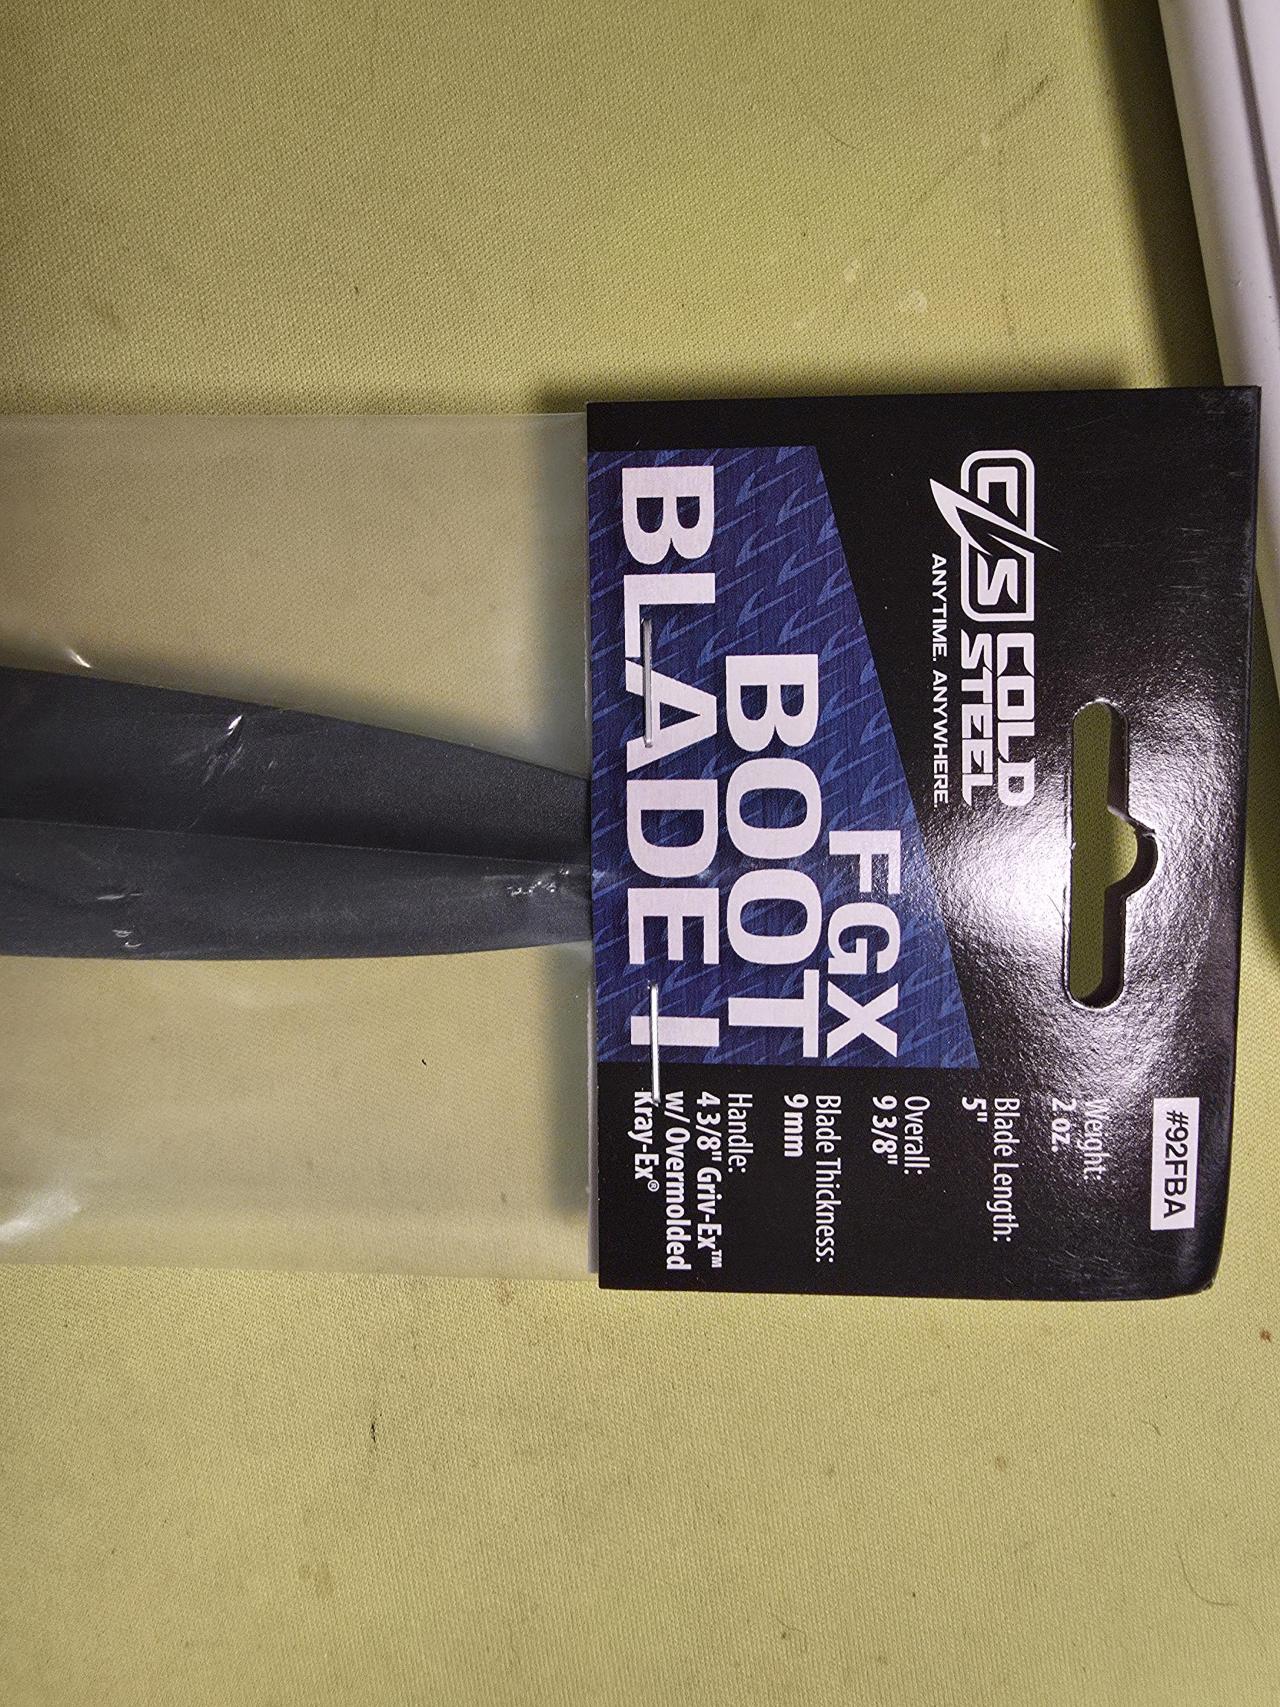 #92FBA
C/S COLD
STEEL
ANYTIME. ANYWHERE.
FGX
BOOT
BLADE I
Weight:
2 oz.
Blade Length:
5"
Overall:
9 3/8"
Blade Thickness:
9 mm
Handle:
4 3/8" Griv-Ex™
w/ Overmolded
Kray-Ex®